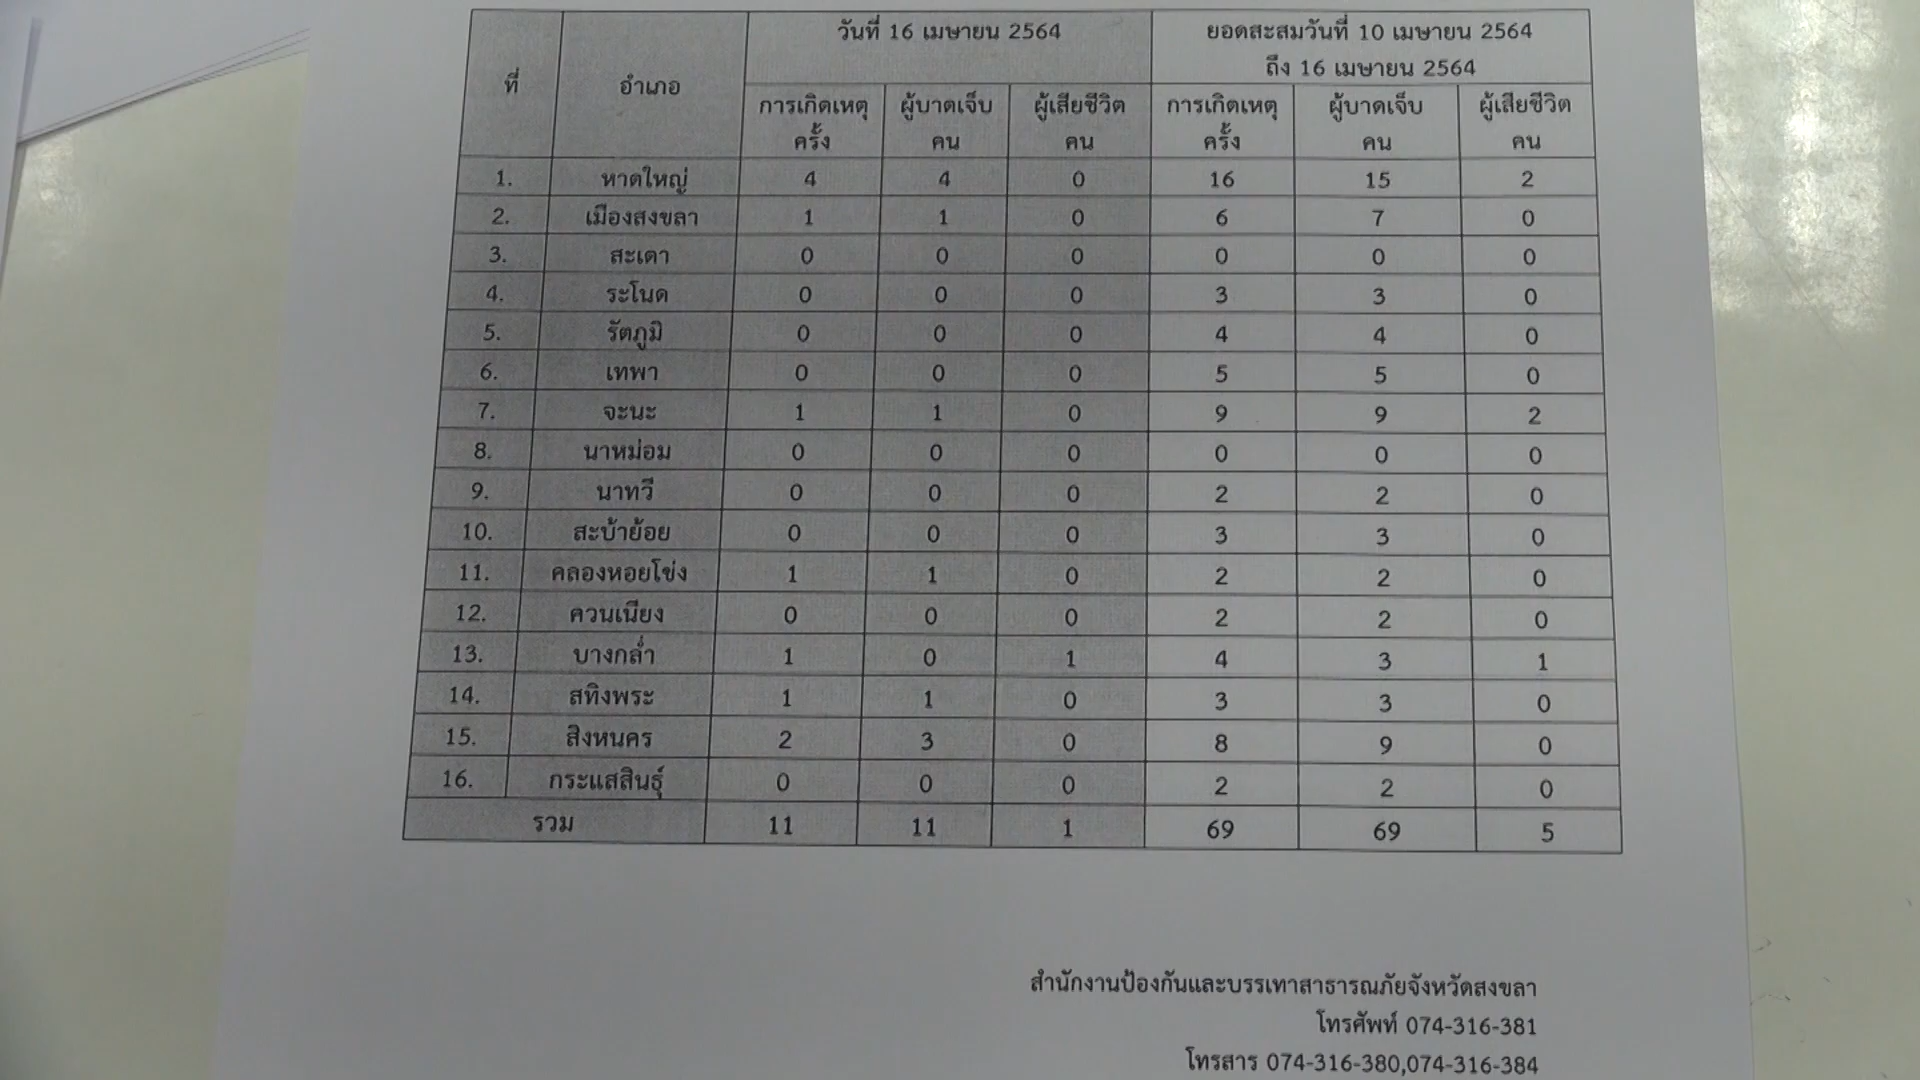 ที่ อำเภอ วันที่ 16 เมษายน 2564 ยอดสะสมวันที่ 10 เมษายน 2564
ถึง 16 เมษายน 2564
การเกิดเหตุ ผู้บาดเจ็บ ผู้เสียชีวิต การเกิดเหตุ ผู้บาดเจ็บ ผู้เสียชีวิต
ครั้ง คน คน ครั้ง คน คน
1. หาดใหญ่ 4 4 0 16 15 2
2. เมืองสงขลา 1 1 0 6 7 0
3. สะเดา 0 0 0 0 0 0
4. ระโนด 0 0 0 3 3 0
5. รัตภูมิ 0 0 0 4 4 0
6. เทพา 0 0 0 5 5 0
7. จะนะ 1 1 0 9 9 2
8. นาหม่อม 0 0 0 0 0 0
9. นาทวี 0 0 0 2 2 0
10. สะบ้าย้อย 0 0 0 3 3 0
11. คลองหอยโข่ง 1 1 0 2 2 0
12. ควนเนียง 0 0 0 2 2 0
13. บางกล่ำ 1 0 1 4 3 1
14. สทิงพระ 1 1 0 3 3 0
15. สิงหนคร 2 3 0 8 9 0
16. กระแสสินธุ์ 0 0 0 2 2 0
รวม 11 11 1 69 69 5
สำนักงานป้องกันและบรรเทาสาธารณภัยจังหวัดสงขลา
โทรศัพท์ 074-316-381
โทรสาร 074-316-380,074-316-384